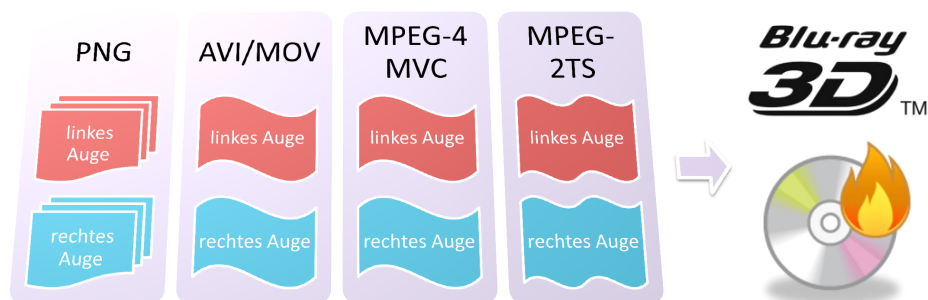 PNG
linkes
Auge
rechtes
Auge
AVI/MOV
linkes Auge
rechtes Auge
MPEG-4
MVC
linkes Auge
rechtes Auge
MPEG-
2TS
linkes Auge
rechtes Auge
Blu-ray
3D TM